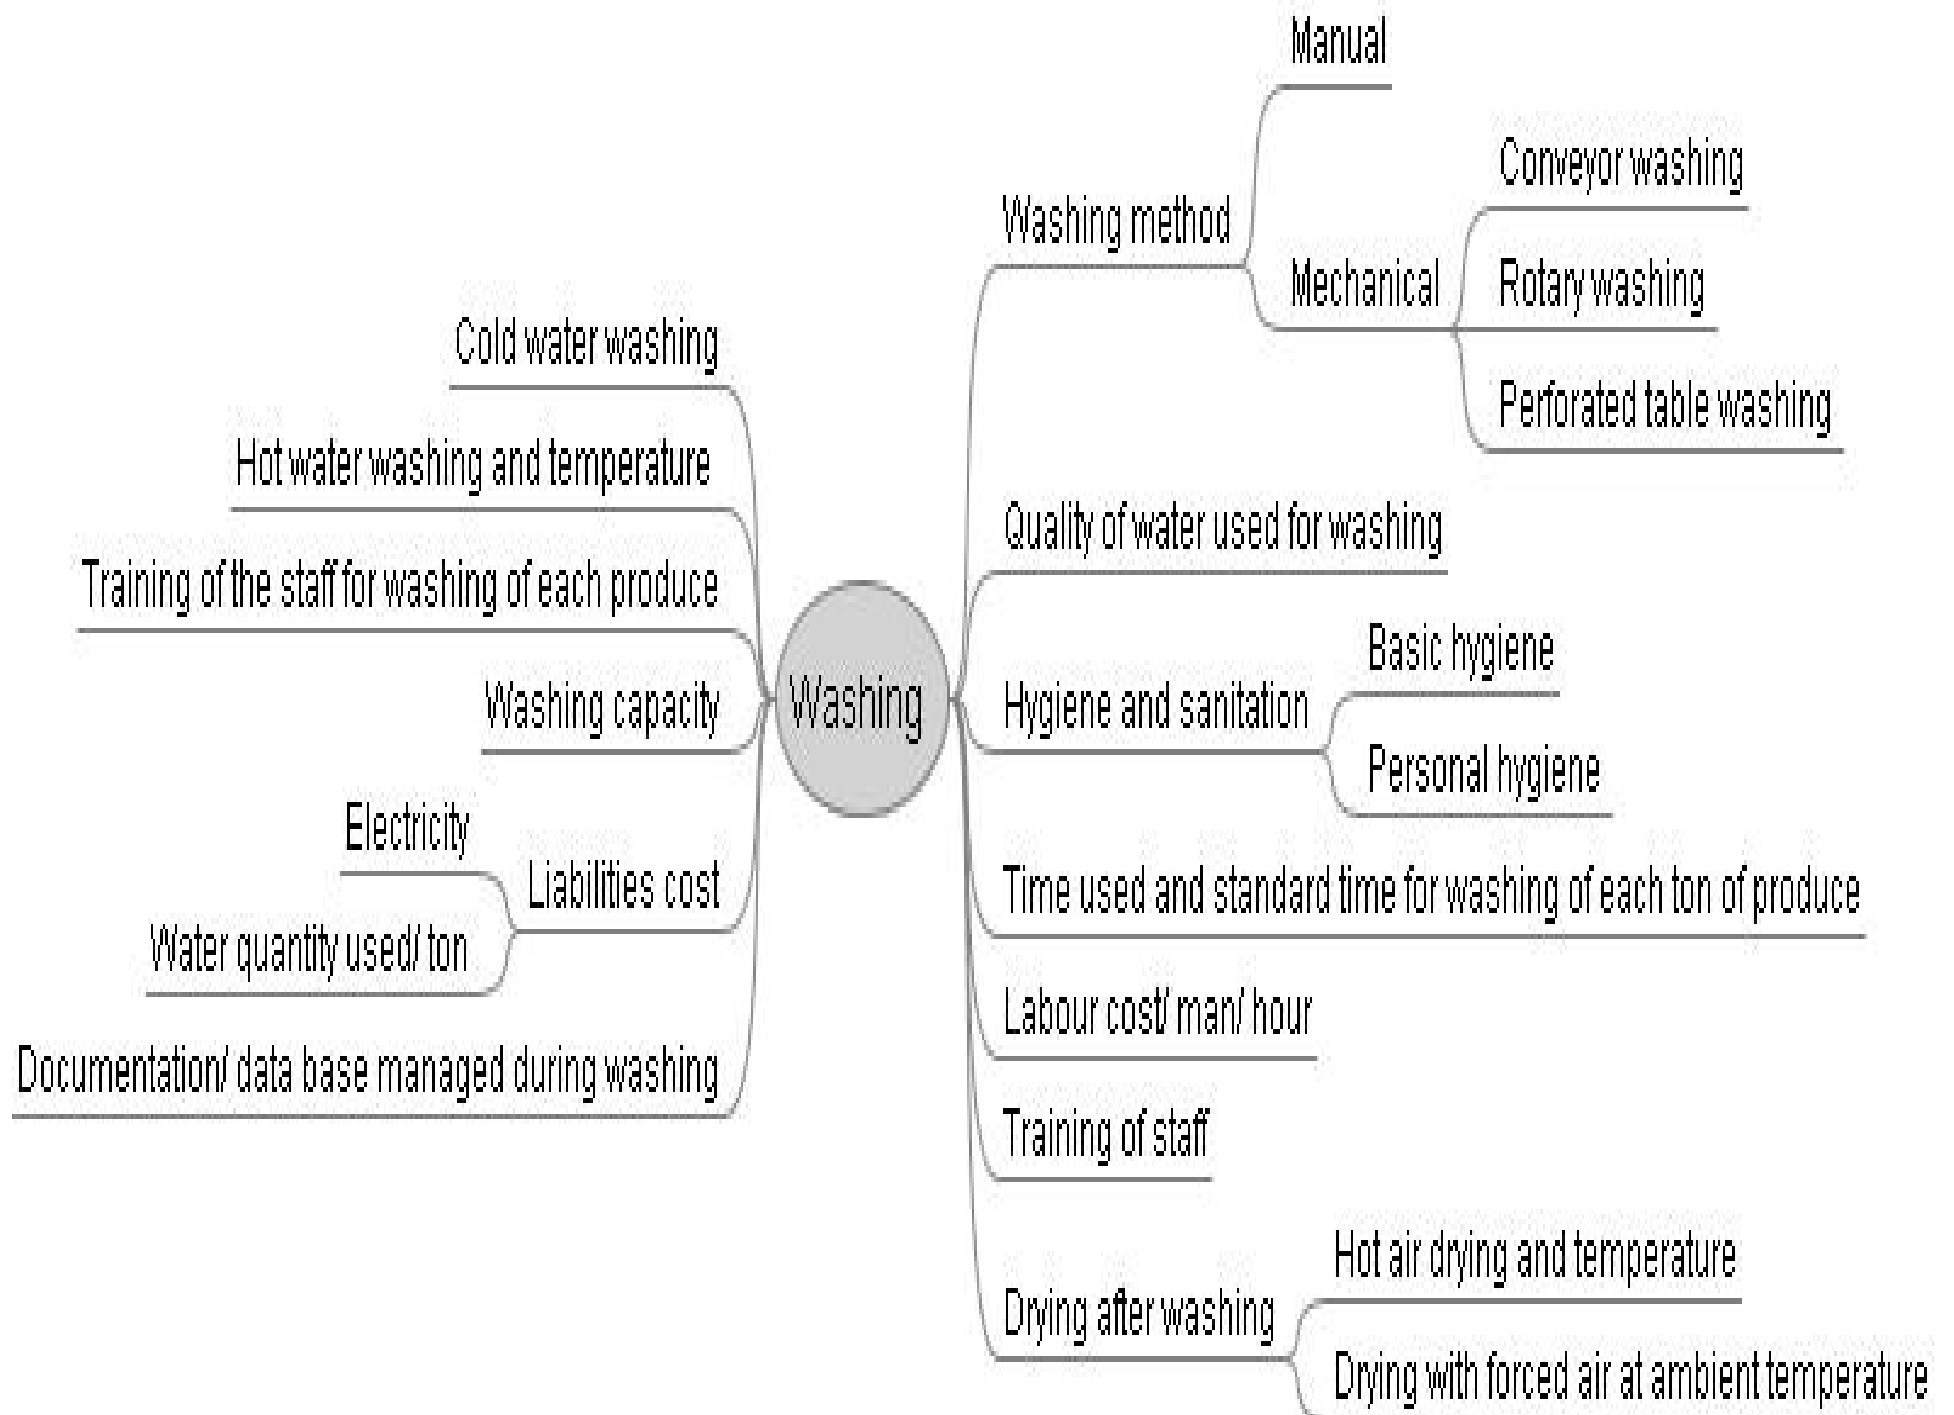 Manual
Conveyor washing
Washing method
Mechanical
Rotary washing
Perforated table washing
Quality of water used for washing
Basic hygiene
Hygiene and sanitation
Personal hygiene
Time used and standard time for washing of each ton of produce
Labour cost/ man/ hour
Training of staff
Hot air drying and temperature
Drying after washing
Drying with forced air at ambient temperature
Washing
Cold water washing
Hot water washing and temperature
Training of the staff for washing of each produce
Washing capacity
Electricity
Liabilities cost
Water quantity used/ ton
Documentation/ data base managed during washing